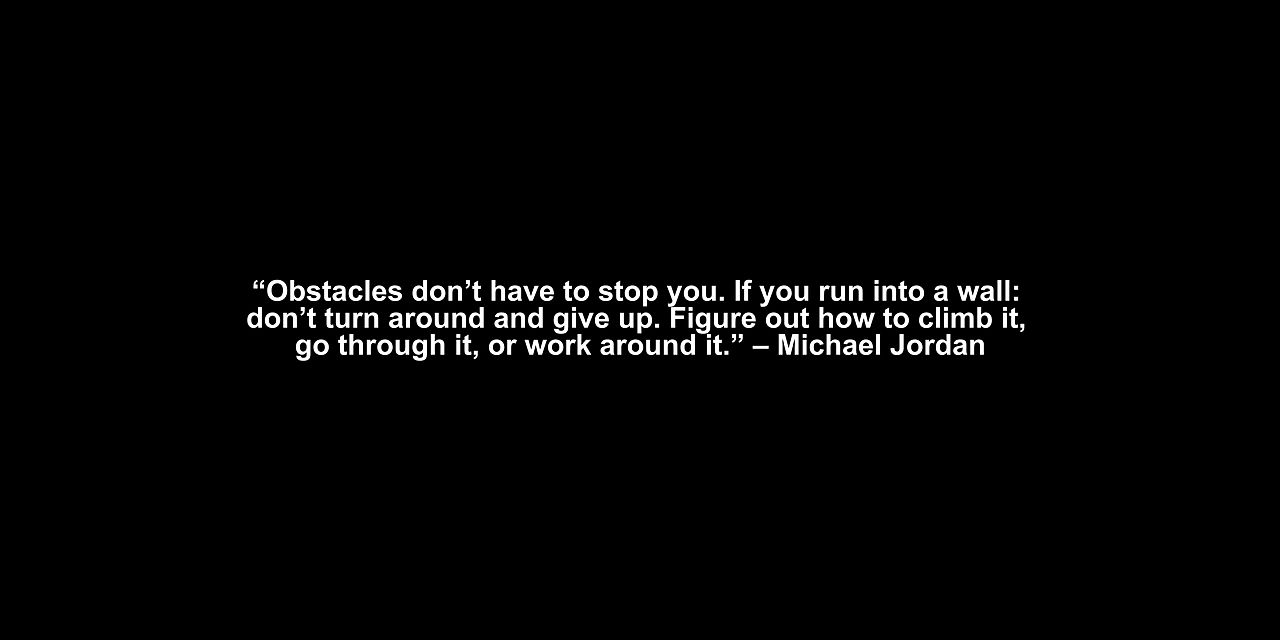 “Obstacles don’t have to stop you. If you run into a wall:
don’t turn around and give up. Figure out how to climb it,
go through it, or work around it.” – Michael Jordan